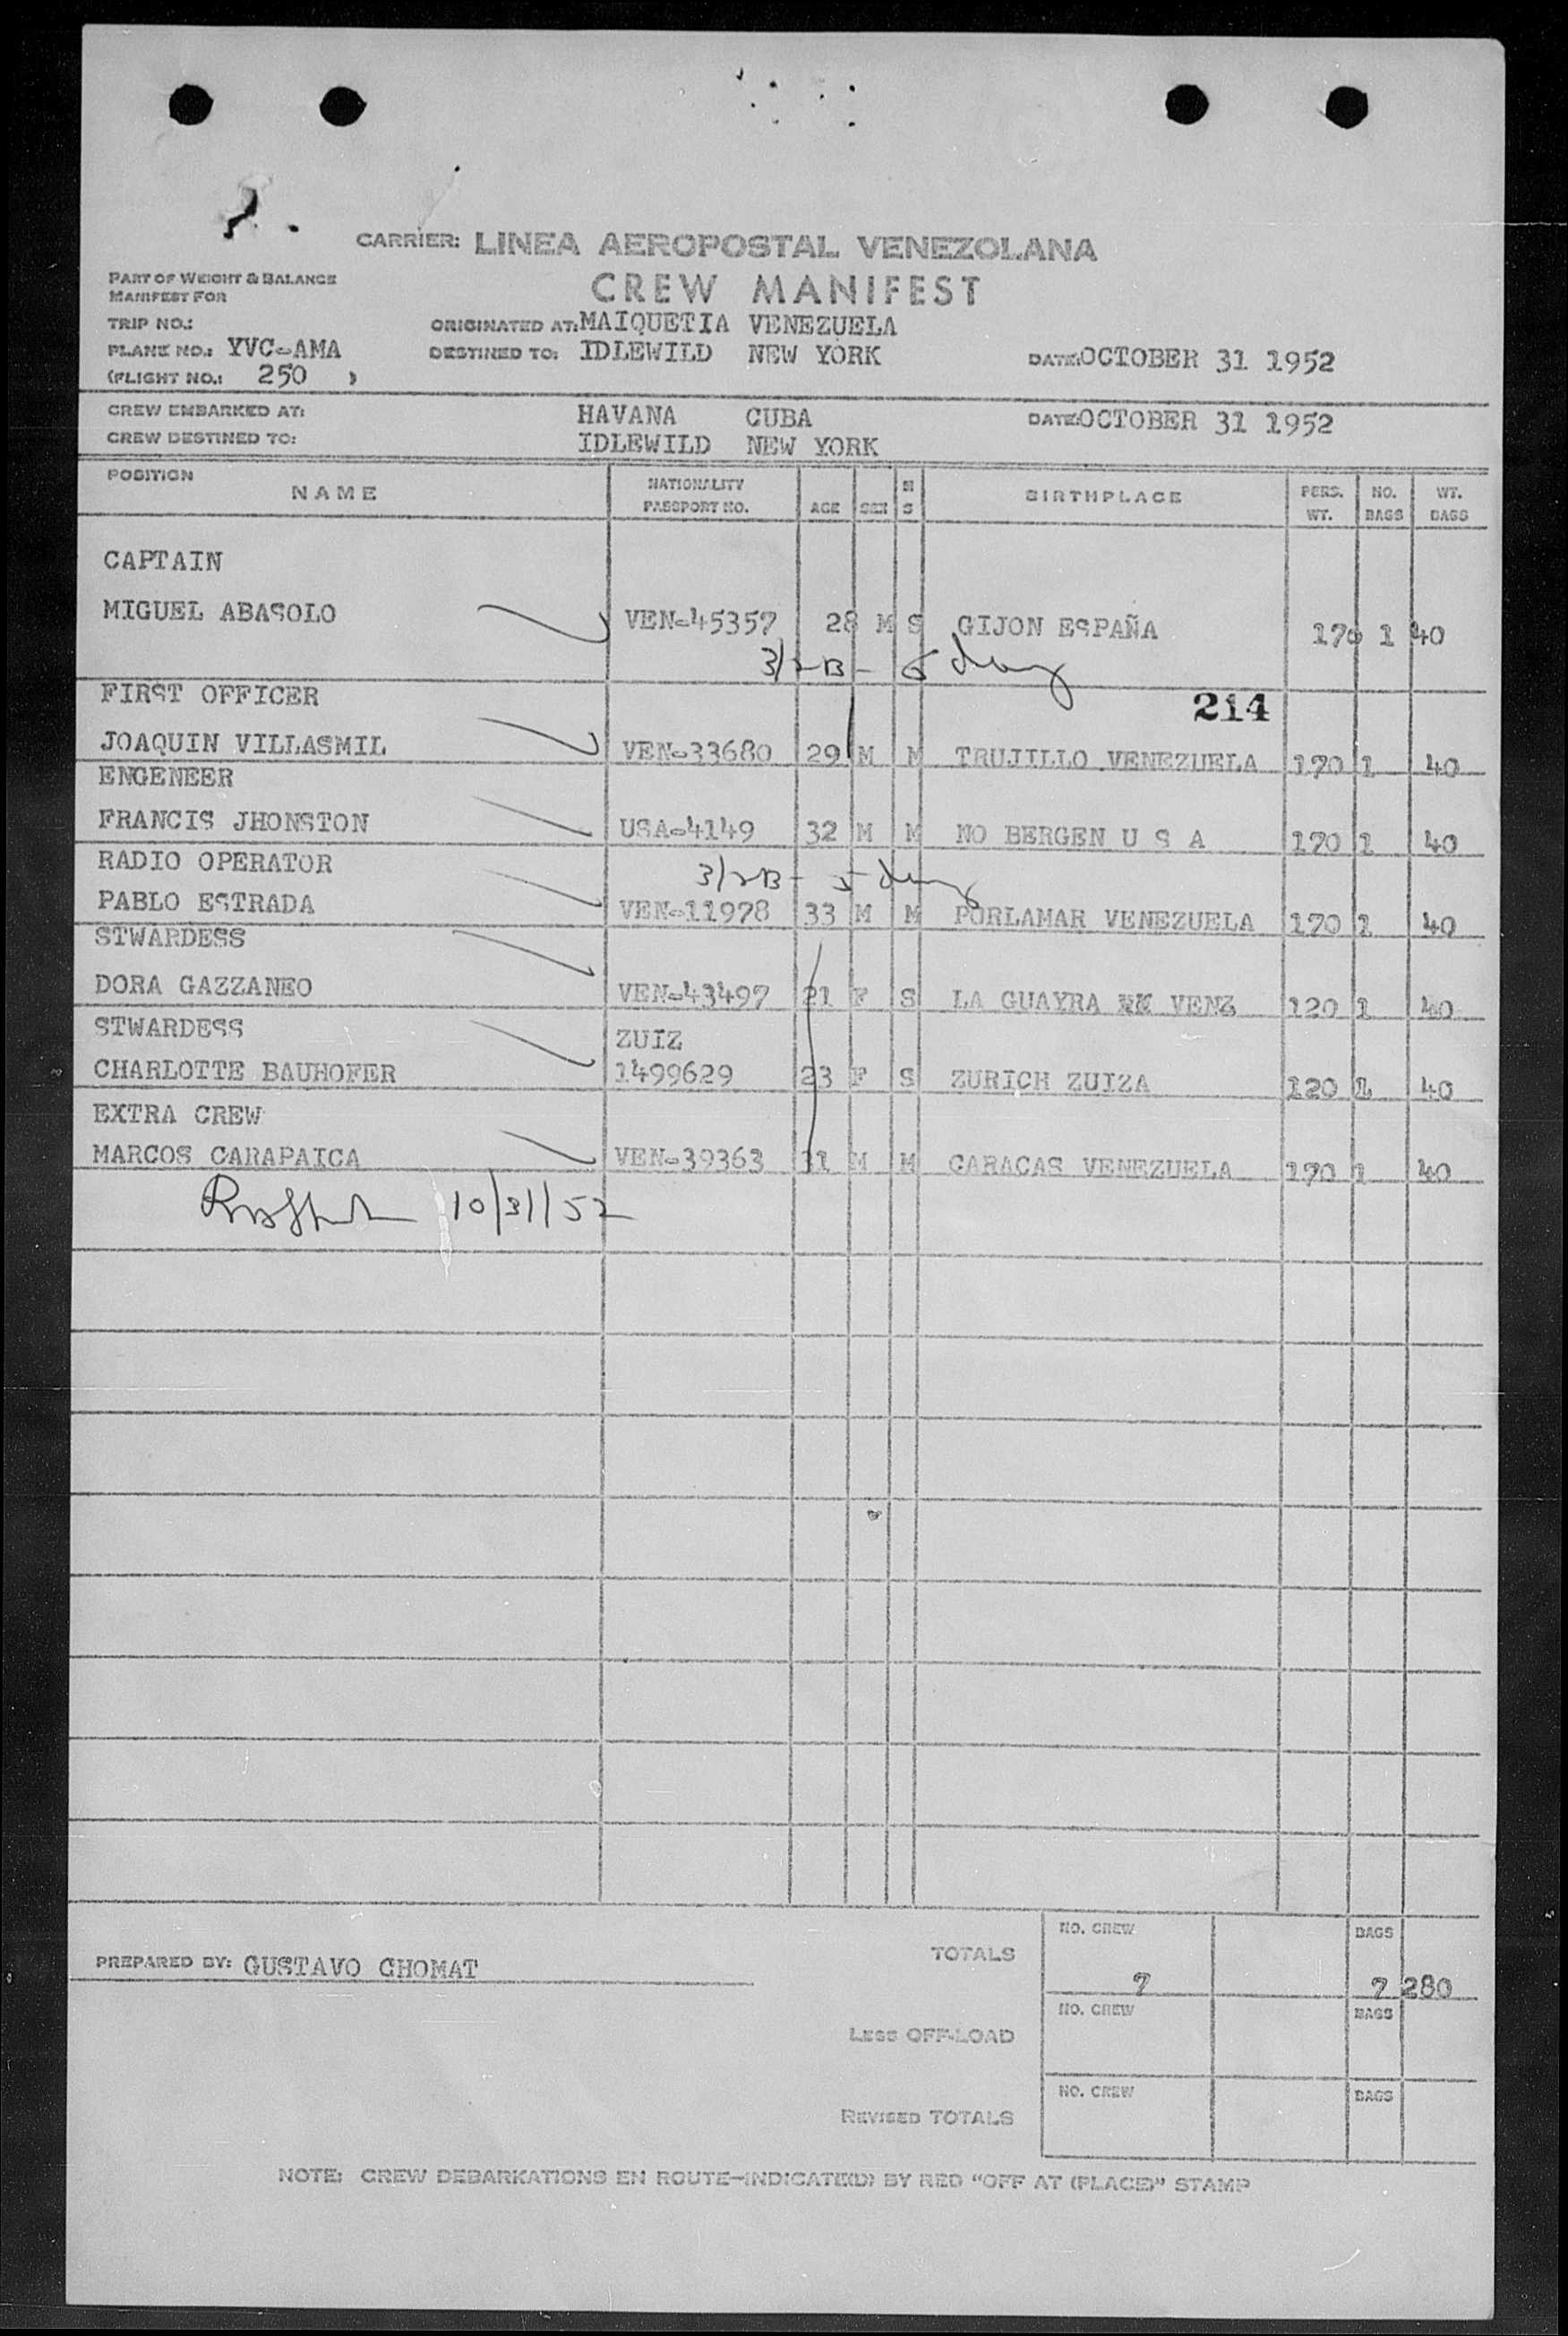 CARRIER: LINEA AEROPOSTAL VENEZOLANA
PART OF WEIGHT & BALANCE
MANIFEST FOR
CREW MANIFEST
TRIP NO.:
ORIGINATED AT: MAIQUETIA VENEZUELA
PLANE NO.: YVC-AMA
DESTINED TO: IDLEWILD NEW YORK
DATE: OCTOBER 31 1952
(FLIGHT NO.: 250 )
CREW EMBARKED AT: HAVANA CUBA DATE: OCTOBER 31 1952
CREW DESTINED TO: IDLEWILD NEW YORK
POSITION NAME NATIONALITY PASSPORT NO. AGE SEX M S BIRTHPLACE PERS. WT. NO. BAGS WT. BAGS
CAPTAIN
MIGUEL ABASOLO VEN-45357 28 M S GIJON ESPAÑA 170 1 40
FIRST OFFICER
214
JOAQUIN VILLASMIL VEN-33680 29 M M TRUJILLO VENEZUELA 170 1 40
ENGENEER
FRANCIS JHONSTON USA-4149 32 M M NO BERGEN U S A 170 1 40
RADIO OPERATOR
PABLO ESTRADA VEN-11978 33 M M PORLAMAR VENEZUELA 170 1 40
STWARDESS
DORA GAZZANEO VEN-43497 21 F S LA GUAYRA VENZ 120 1 40
STWARDESS ZUIZ
CHARLOTTE BAUHOFER 1499629 23 F S ZURICH ZUIZA 120 1 40
EXTRA CREW
MARCOS CARAPAICA VEN-39363 31 M M CARACAS VENEZUELA 170 1 40
10/31/52
PREPARED BY: GUSTAVO CHOMAT
TOTALS NO. CREW 7 BAGS 7 280
LESS OFF-LOAD NO. CREW BAGS
REVISED TOTALS NO. CREW BAGS
NOTE: CREW DEBARKATIONS EN ROUTE-INDICATE(D) BY RED "OFF AT (PLACE)" STAMP